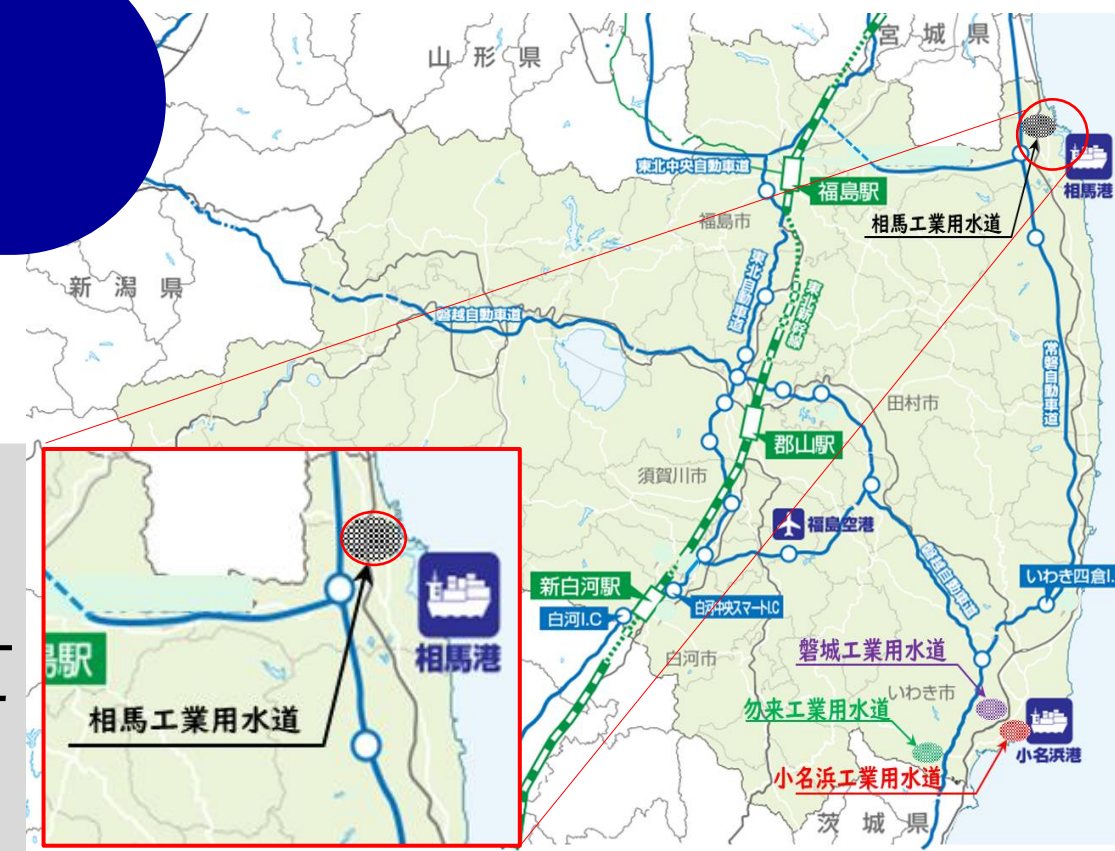 山形県
宮城県
東北中央自動車道
福島駅
相馬港
相馬工業用水道
福島市
新潟県
東北自動車道
東北新幹線
磐越自動車道
常磐自動車道
田村市
郡山駅
須賀川市
福島空港
磐越自動車道
新白河駅
白河I.C
白河中央スマートI.C
いわき四倉I.
白河市
磐城工業用水道
いわき市
勿来工業用水道
小名浜港
小名浜工業用水道
茨城県
島駅
相馬港
相馬工業用水道